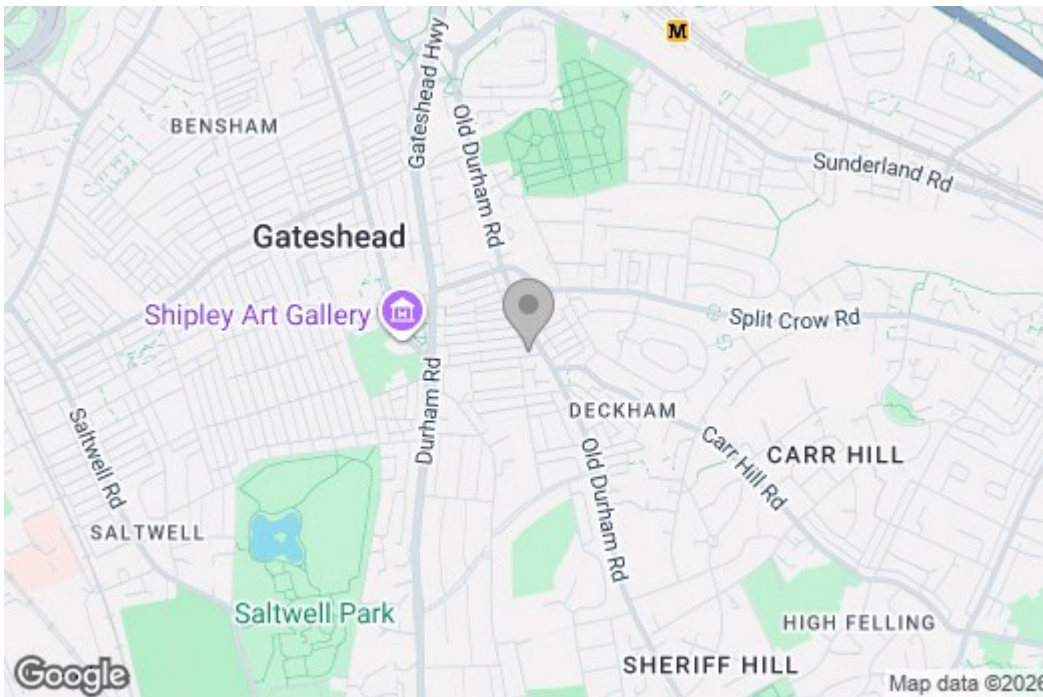 M
Gateshead Hwy
BENSHAM
Old Durham Rd
Sunderland Rd
Gateshead
Shipley Art Gallery
Split Crow Rd
Durham Rd
DECKHAM
Saltwell Rd
Old Durham Rd
Carr Hill Rd
CARR HILL
SALTWELL
Saltwell Park
HIGH FELLING
SHERIFF HILL
Google
Map data ©2026